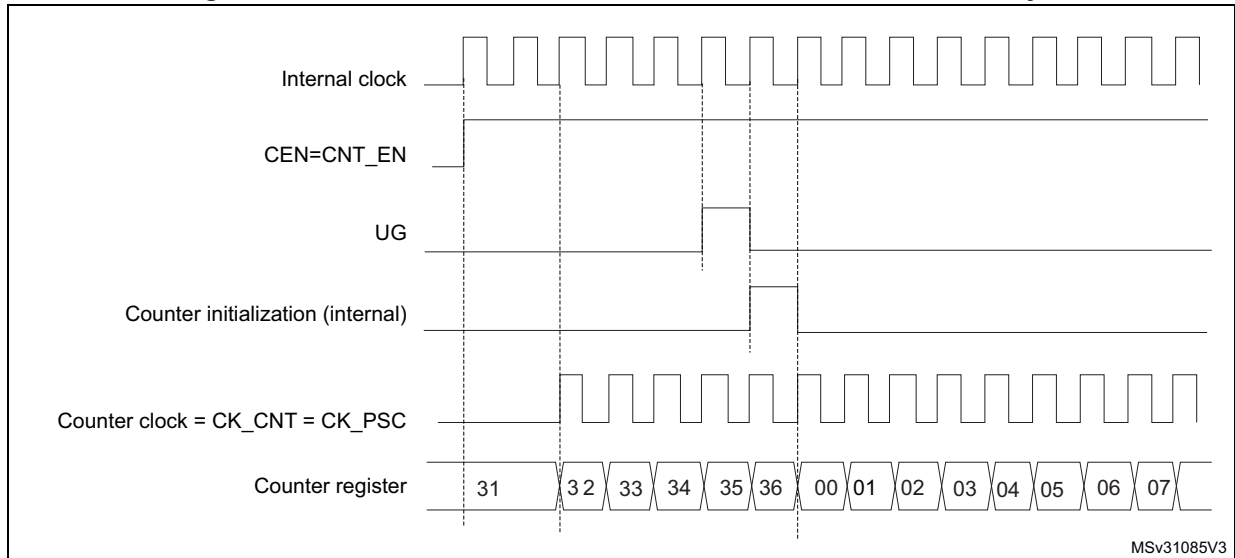 Internal clock
CEN=CNT_EN
UG
Counter initialization (internal)
Counter clock = CK_CNT = CK_PSC
Counter register 31 32 33 34 35 36 00 01 02 03 04 05 06 07
MSv31085V3